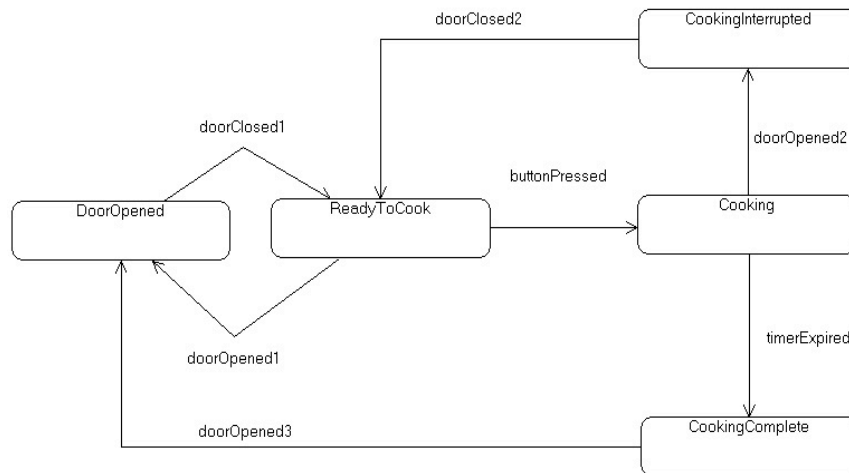 doorClosed2
CookingInterrupted
doorClosed1
doorOpened2
buttonPressed
DoorOpened
ReadyToCook
Cooking
timerExpired
doorOpened1
doorOpened3
CookingComplete